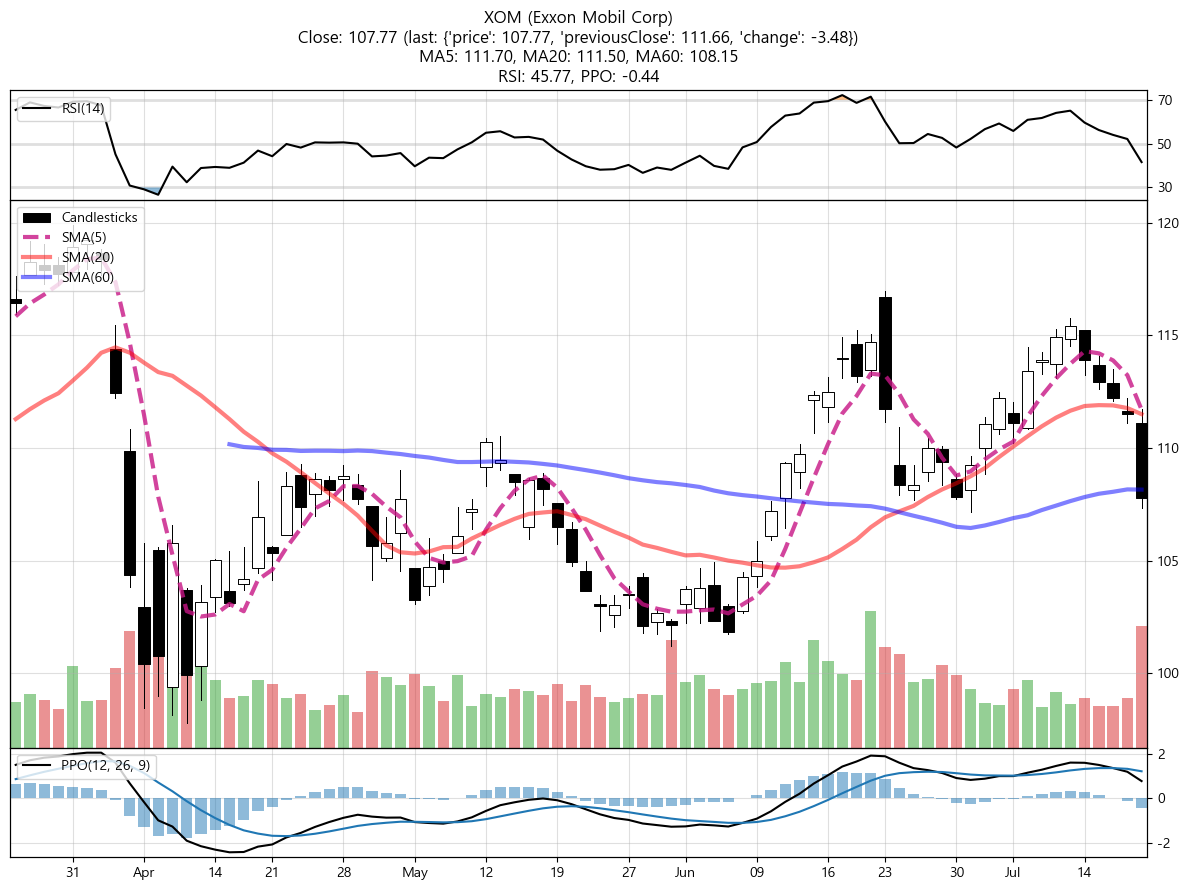 XOM (Exxon Mobil Corp)
Close: 107.77 (last: {'price': 107.77, 'previousClose': 111.66, 'change': -3.48})
MA5: 111.70, MA20: 111.50, MA60: 108.15
RSI: 45.77, PPO: -0.44
RSI(14)
70
50
30
Candlesticks
SMA(5)
SMA(20)
SMA(60)
120
115
110
105
100
PPO(12, 26, 9)
2
0
-2
31 Apr 14 21 28 May 12 19 27 Jun 09 16 23 30 Jul 14